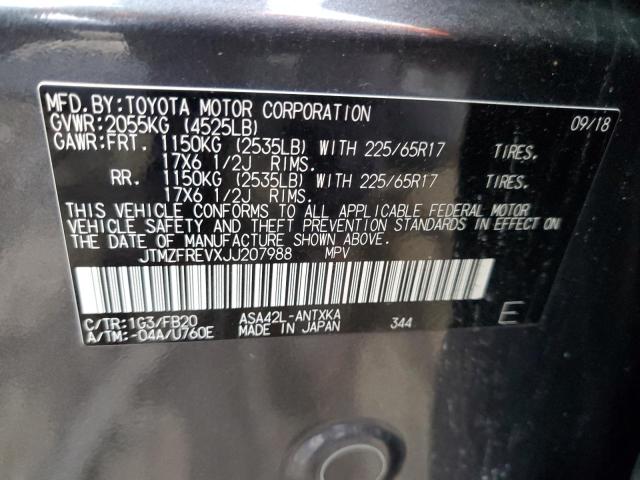 MFD.BY:TOYOTA MOTOR CORPORATION 09/18
GVWR:2055KG (4525LB)
GAWR:FRT. 1150KG (2535LB) WITH 225/65R17 TIRES.
17X6 1/2J RIMS.
RR. 1150KG (2535LB) WITH 225/65R17 TIRES.
17X6 1/2J RIMS.
THIS VEHICLE CONFORMS TO ALL APPLICABLE FEDERAL MOTOR
VEHICLE SAFETY AND THEFT PREVENTION STANDARDS IN EFFECT ON
THE DATE OF MANUFACTURE SHOWN ABOVE.
JTMZFREVXJJ207988 MPV
C/TR:1G3/FB20 ASA42L-ANTXKA 344 E
A/TM:-04A/U760E MADE IN JAPAN